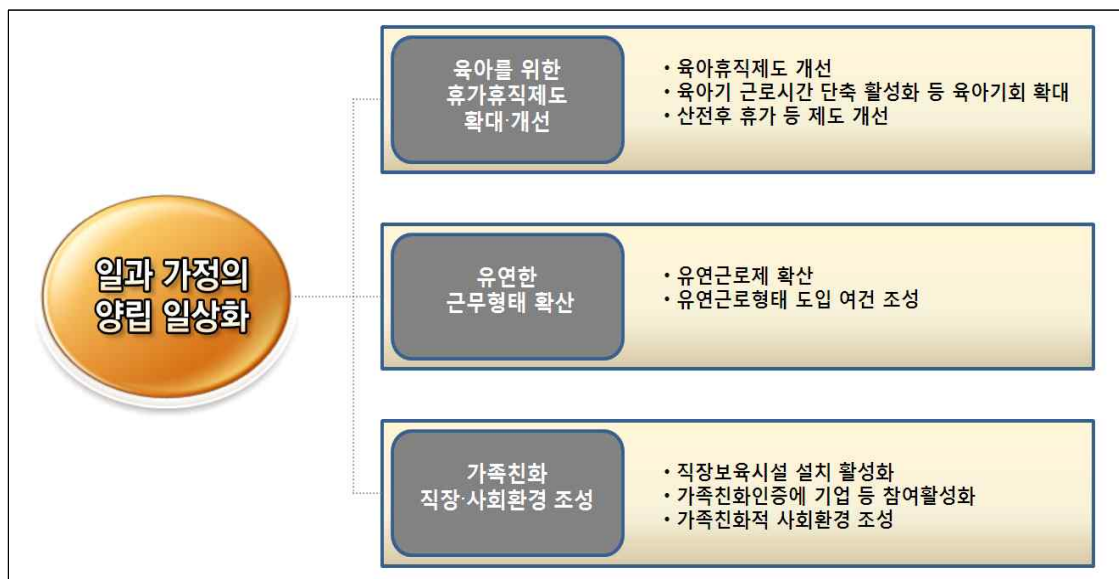 일과 가정의
양립 일상화
육아를 위한
휴가휴직제도
확대·개선
• 육아휴직제도 개선
• 육아기 근로시간 단축 활성화 등 육아기회 확대
• 산전후 휴가 등 제도 개선
유연한
근무형태 확산
• 유연근로제 확산
• 유연근로형태 도입 여건 조성
가족친화
직장·사회환경 조성
• 직장보육시설 설치 활성화
• 가족친화인증에 기업 등 참여활성화
• 가족친화적 사회환경 조성